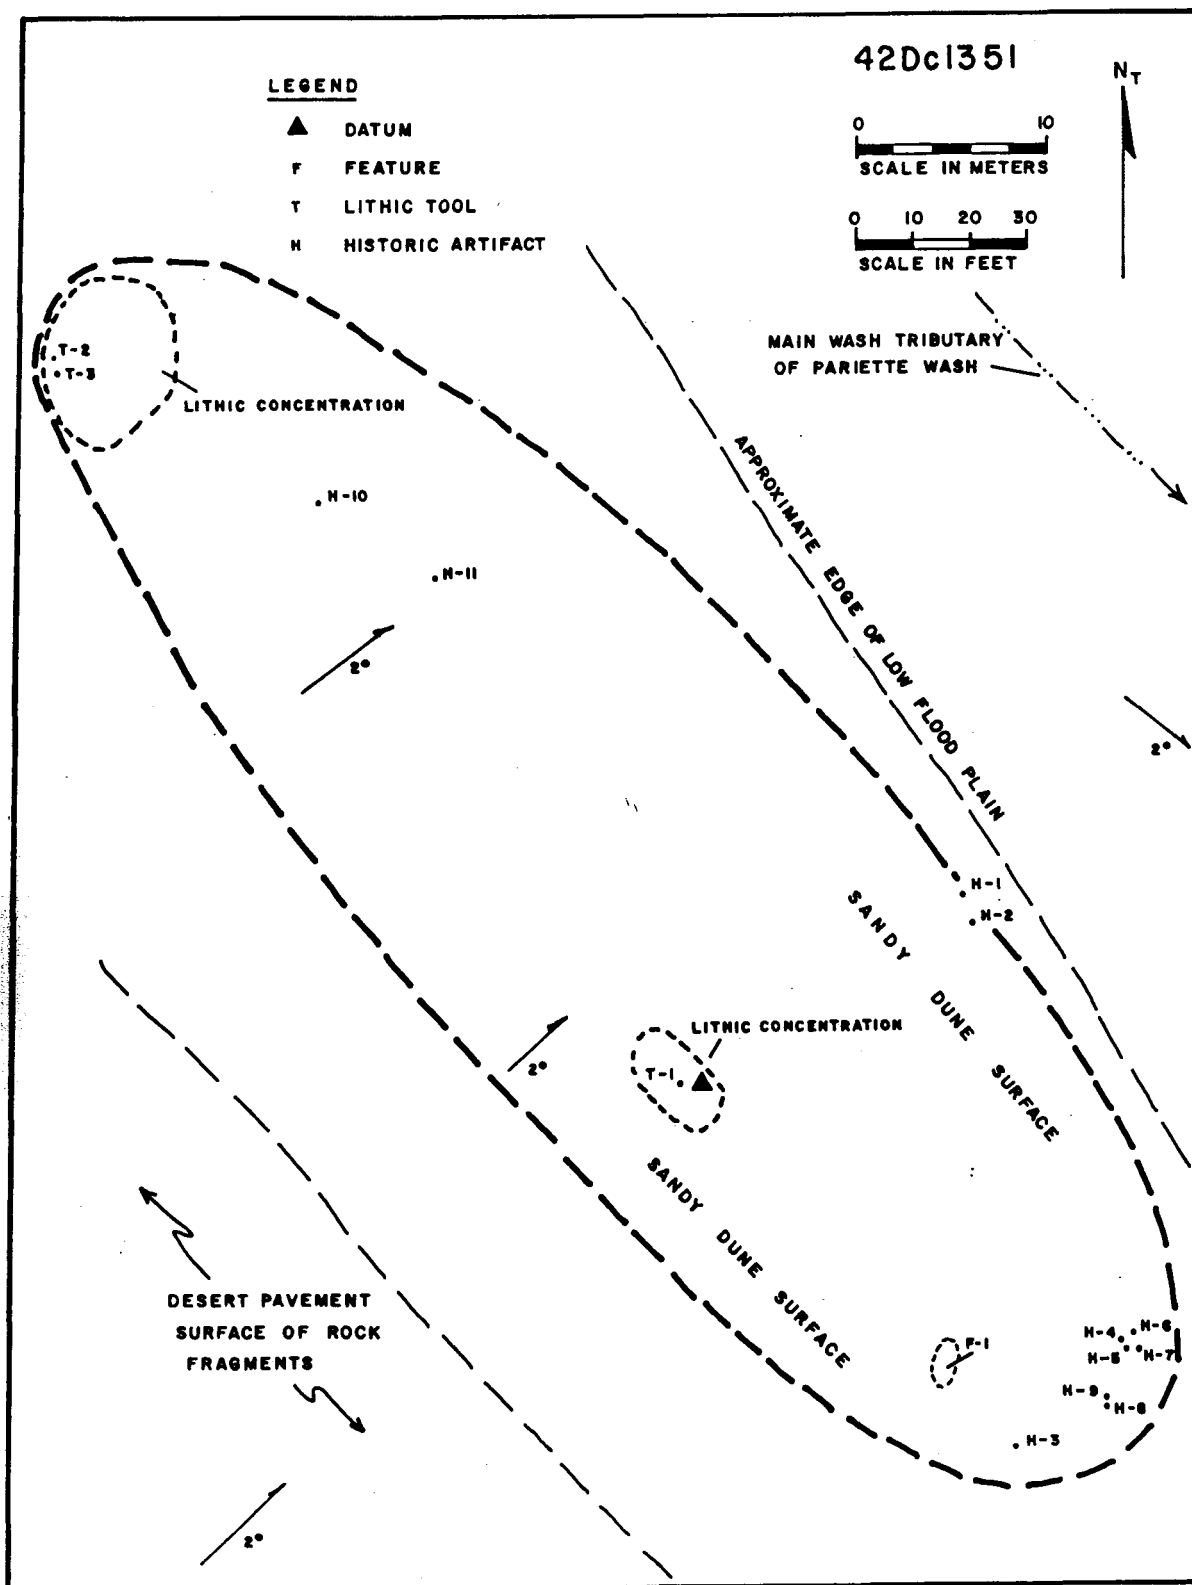 42Dc1351
NT
LEGEND
DATUM
F FEATURE
T LITHIC TOOL
H HISTORIC ARTIFACT
0 10
SCALE IN METERS
0 10 20 30
SCALE IN FEET
MAIN WASH TRIBUTARY
OF PARIETTE WASH
T-2
T-3
LITHIC CONCENTRATION
H-10
H-11
2°
APPROXIMATE EDGE OF LOW FLOOD PLAIN
2°
H-1
H-2
SANDY DUNE SURFACE
LITHIC CONCENTRATION
T-1
2°
SANDY DUNE SURFACE
DESERT PAVEMENT
SURFACE OF ROCK
FRAGMENTS
F-1
H-4
H-6
H-5
H-7
H-9
H-8
H-3
2°